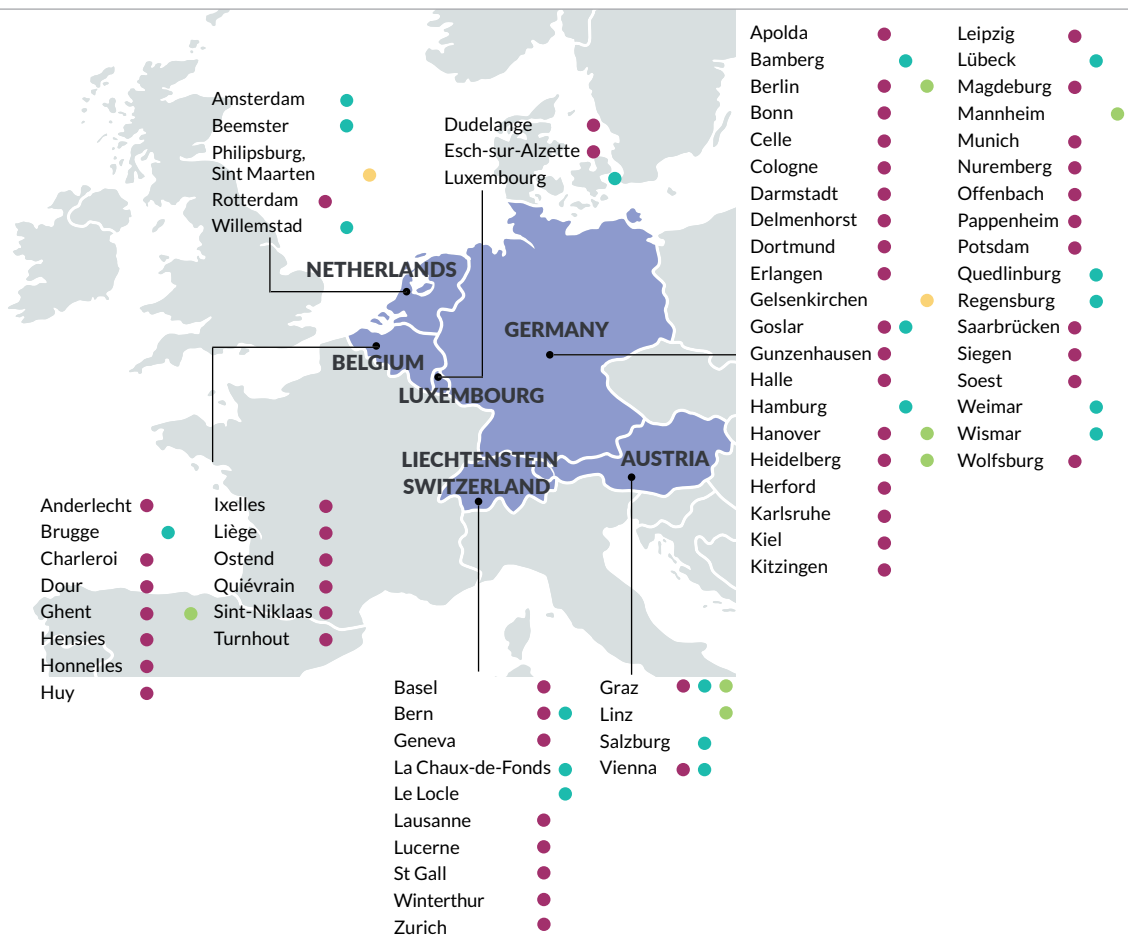 Amsterdam
Beemster
Philipsburg,
Sint Maarten
Rotterdam
Willemstad
Dudelange
Esch-sur-Alzette
Luxembourg
NETHERLANDS
BELGIUM
LUXEMBOURG
GERMANY
LIECHTENSTEIN
SWITZERLAND
AUSTRIA
Apolda
Bamberg
Berlin
Bonn
Celle
Cologne
Darmstadt
Delmenhorst
Dortmund
Erlangen
Gelsenkirchen
Goslar
Gunzenhausen
Halle
Hamburg
Hanover
Heidelberg
Herford
Karlsruhe
Kiel
Kitzingen
Leipzig
Lübeck
Magdeburg
Mannheim
Munich
Nuremberg
Offenbach
Pappenheim
Potsdam
Quedlinburg
Regensburg
Saarbrücken
Siegen
Soest
Weimar
Wismar
Wolfsburg
Anderlecht
Brugge
Charleroi
Dour
Ghent
Hensies
Honnelles
Huy
Ixelles
Liège
Ostend
Quiévrain
Sint-Niklaas
Turnhout
Basel
Bern
Geneva
La Chaux-de-Fonds
Le Locle
Lausanne
Lucerne
St Gall
Winterthur
Zurich
Graz
Linz
Salzburg
Vienna